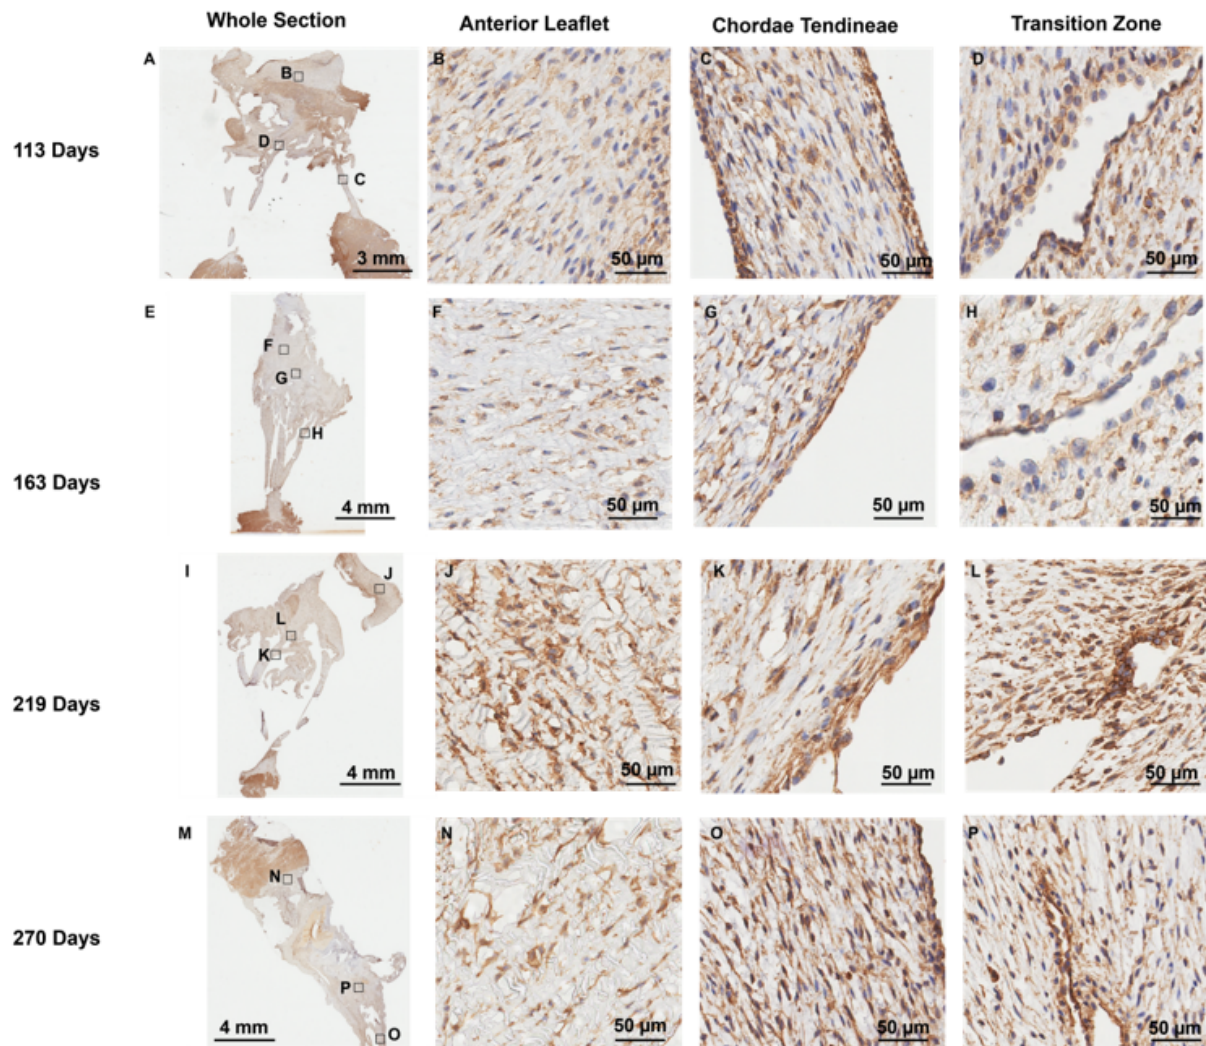 Whole Section Anterior Leaflet Chordae Tendineae Transition Zone
A B C D
B
D
C
113 Days
3 mm 50 µm 50 µm 50 µm
E F G H
F
G
H
163 Days
4 mm 50 µm 50 µm 50 µm
I J K L
J
L
K
219 Days
4 mm 50 µm 50 µm 50 µm
M N O P
N
270 Days
P
O
4 mm 50 µm 50 µm 50 µm